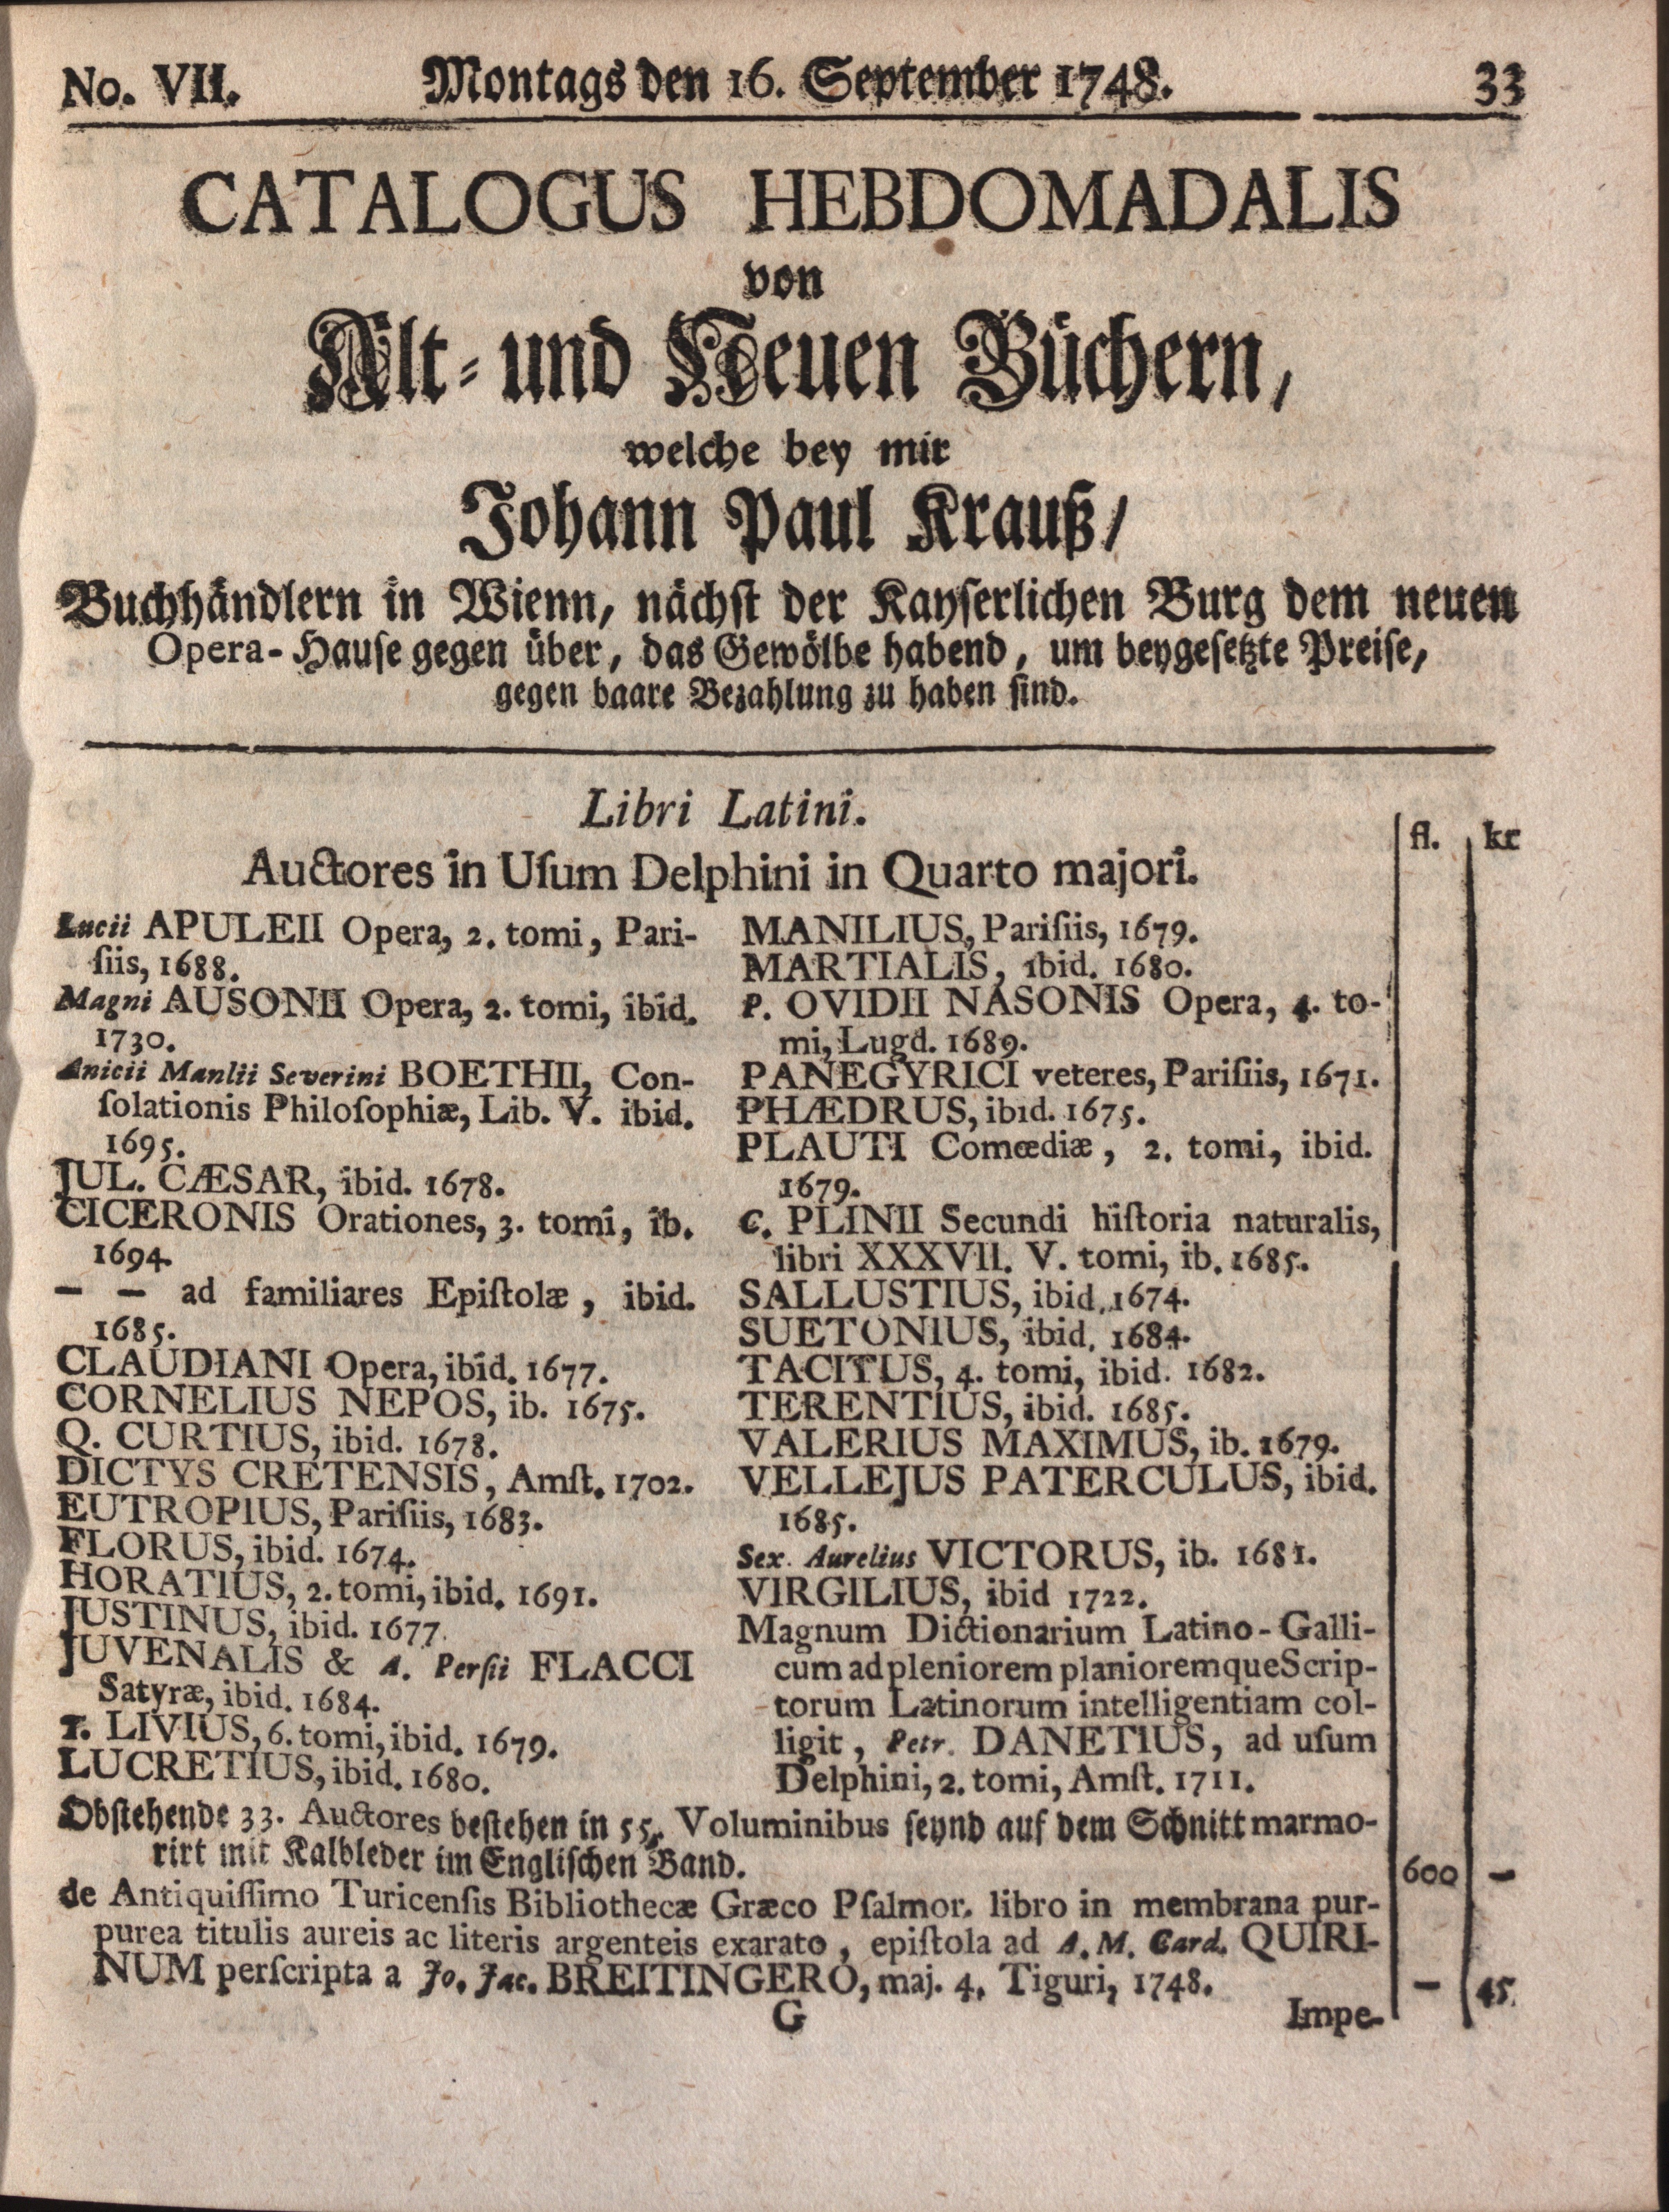 No. VII.
Montags den 16. September 1748.
33
CATALOGUS HEBDOMADALIS
von
Alt- und Neuen Büchern,
welche bey mir
Johann Paul Krauß,
Buchhändlern in Wienn, nächst der Kayserlichen Burg dem neuen
Opera-Hause gegen über, das Gewölbe habend, um beygesetzte Preise,
gegen baare Bezahlung zu haben sind.
Libri Latini.
fl. kr
Auctores in Uſum Delphini in Quarto majori.
Lucii APULEII Opera, 2. tomi, Pari-
ſiis, 1688.
Magni AUSONII Opera, 2. tomi, ibid.
1730.
Anicii Manlii Severini BOETHII, Con-
ſolationis Philoſophiæ, Lib. V. ibid.
1695.
JUL. CÆSAR, ibid. 1678.
CICERONIS Orationes, 3. tomi, ib.
1694.
— — ad familiares Epiſtolæ, ibid.
1685.
CLAUDIANI Opera, ibid. 1677.
CORNELIUS NEPOS, ib. 1675.
Q. CURTIUS, ibid. 1678.
DICTYS CRETENSIS, Amſt. 1702.
EUTROPIUS, Pariſiis, 1683.
FLORUS, ibid. 1674.
HORATIUS, 2. tomi, ibid. 1691.
JUSTINUS, ibid. 1677.
JUVENALIS & A. Perſii FLACCI
Satyræ, ibid. 1684.
T. LIVIUS, 6. tomi, ibid. 1679.
LUCRETIUS, ibid. 1680.
MANILIUS, Pariſiis, 1679.
MARTIALIS, ibid. 1680.
P. OVIDII NASONIS Opera, 4. to-
mi, Lugd. 1689.
PANEGYRICI veteres, Pariſiis, 1671.
PHÆDRUS, ibid. 1675.
PLAUTI Comœdiæ, 2. tomi, ibid.
1679.
C. PLINII Secundi hiſtoria naturalis,
libri XXXVII. V. tomi, ib. 1685.
SALLUSTIUS, ibid. 1674.
SUETONIUS, ibid. 1684.
TACITUS, 4. tomi, ibid. 1682.
TERENTIUS, ibid. 1685.
VALERIUS MAXIMUS, ib. 1679.
VELLEJUS PATERCULUS, ibid.
1685.
Sex. Aurelius VICTORUS, ib. 1681.
VIRGILIUS, ibid 1722.
Magnum Dictionarium Latino-Galli-
cum ad pleniorem planioremque Scrip-
torum Latinorum intelligentiam col-
ligit, Petr. DANETIUS, ad uſum
Delphini, 2. tomi, Amſt. 1711.
Obstehende 33. Auctores bestehen in 55. Voluminibus seynd auf dem Schnitt marmo-
rirt mit Kalbleder im Englischen Band. 600 —
de Antiquiſſimo Turicenſis Bibliothecæ Græco Pſalmor. libro in membrana pur-
purea titulis aureis ac literis argenteis exarato, epiſtola ad A. M. Card. QUIRI-
NUM perſcripta a Jo. Jac. BREITINGERO, maj. 4. Tiguri, 1748. — 45.
G
Impe-